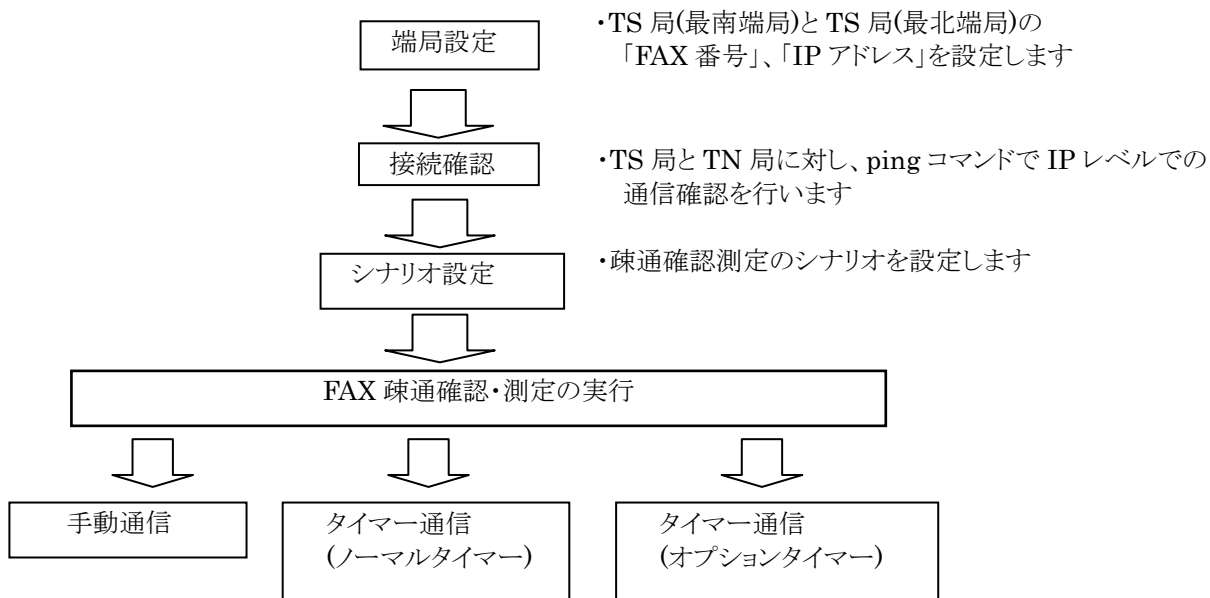 端局設定
・TS 局(最南端局)と TS 局(最北端局)の
「FAX 番号」、「IP アドレス」を設定します
接続確認
・TS 局と TN 局に対し、ping コマンドで IP レベルでの
通信確認を行います
シナリオ設定
・疎通確認測定のシナリオを設定します
FAX 疎通確認・測定の実行
手動通信
タイマー通信
(ノーマルタイマー)
タイマー通信
(オプションタイマー)